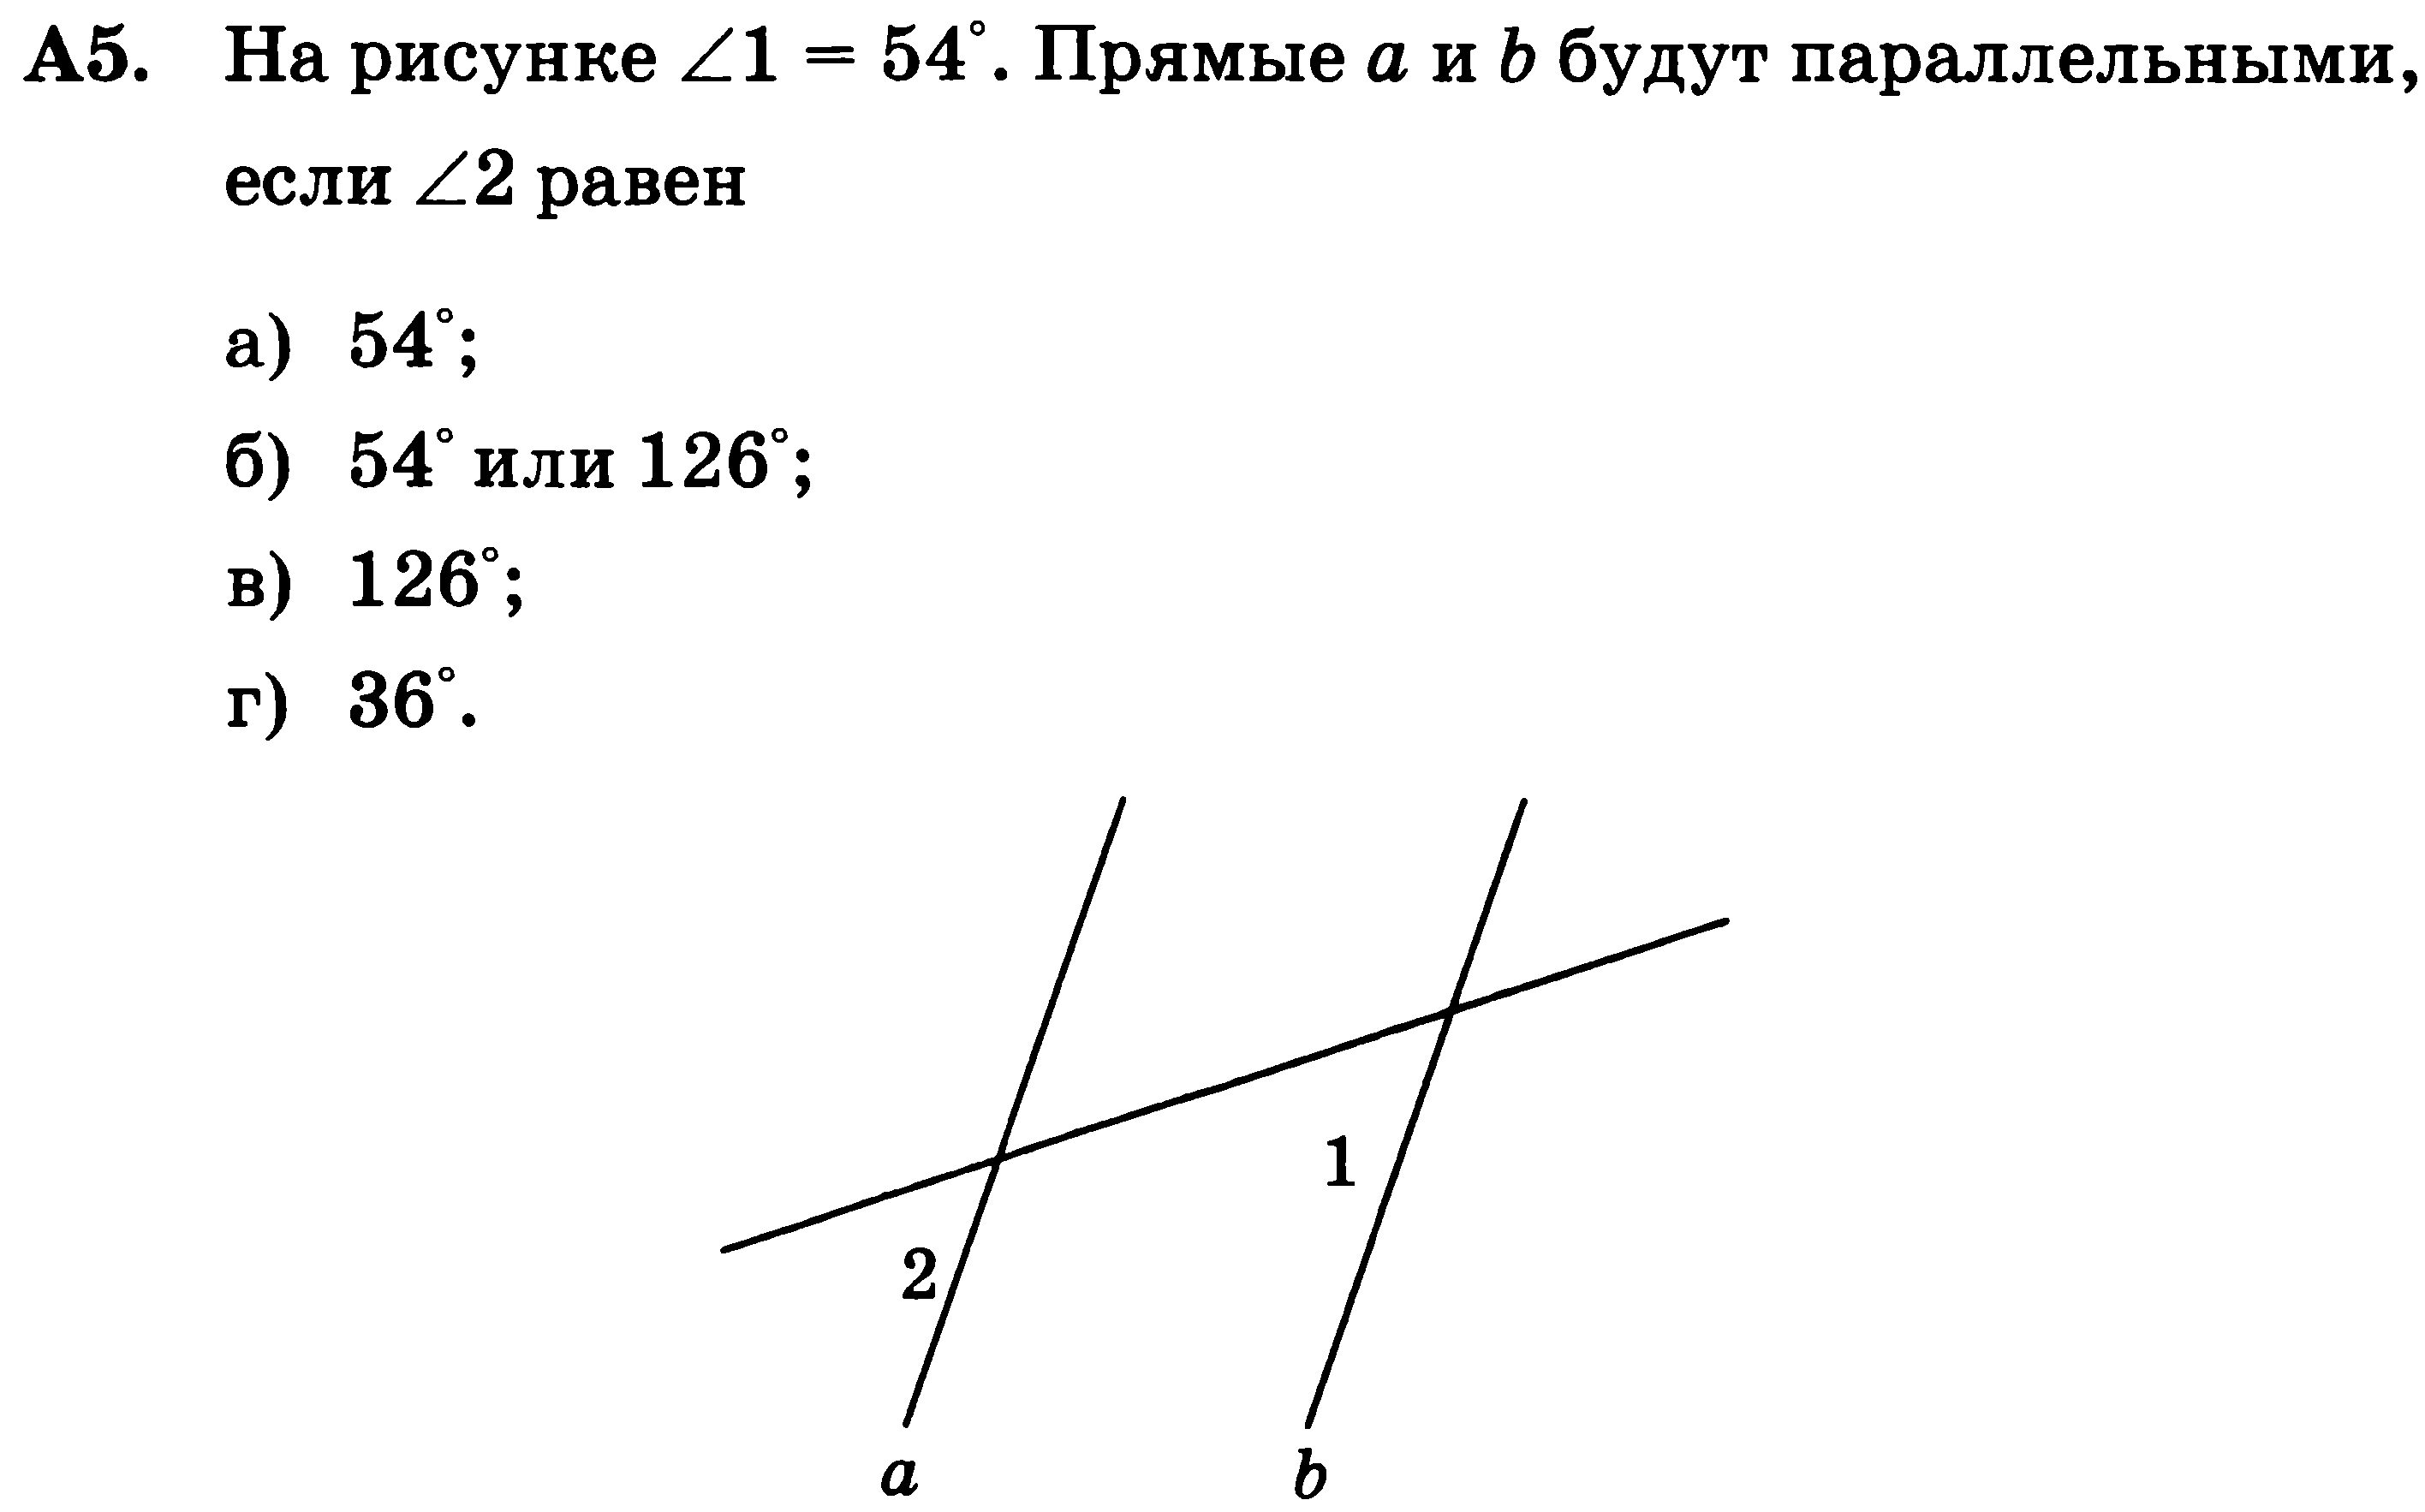 А5. На рисунке ∠1 = 54°. Прямые a и b будут параллельными,
если ∠2 равен
а) 54°;
б) 54° или 126°;
в) 126°;
г) 36°.
1
2
a
b